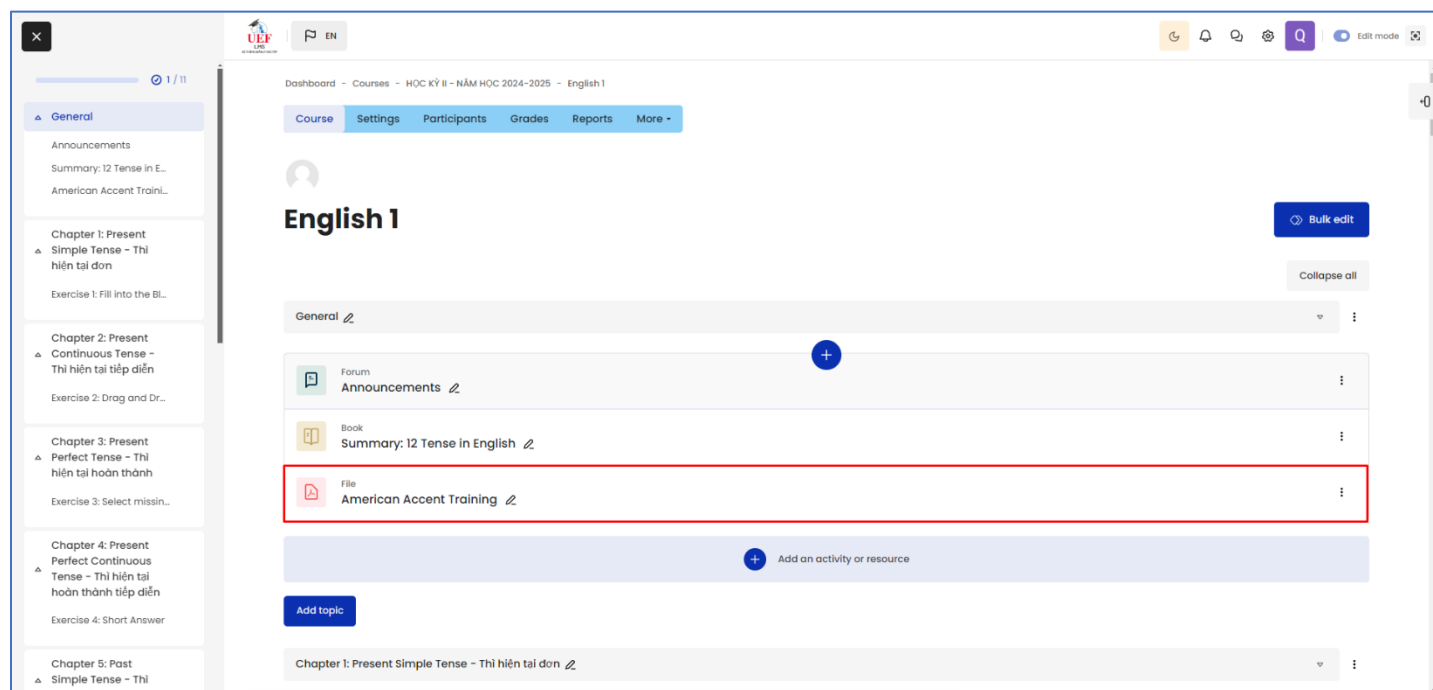 1 / 11
General
Announcements
Summary: 12 Tense in E...
American Accent Traini...
Chapter 1: Present
Simple Tense - Thì
hiện tại đơn
Exercise 1: Fill into the Bl...
Chapter 2: Present
Continuous Tense -
Thì hiện tại tiếp diễn
Exercise 2: Drag and Dr...
Chapter 3: Present
Perfect Tense - Thì
hiện tại hoàn thành
Exercise 3: Select missin...
Chapter 4: Present
Perfect Continuous
Tense - Thì hiện tại
hoàn thành tiếp diễn
Exercise 4: Short Answer
Chapter 5: Past
Simple Tense - Thì
UEF
LMS
EN
Q
Edit mode
Dashboard - Courses - HỌC KỲ II - NĂM HỌC 2024-2025 - English 1
Course Settings Participants Grades Reports More
English 1
Bulk edit
Collapse all
General
Forum
Announcements
Book
Summary: 12 Tense in English
File
American Accent Training
Add an activity or resource
Add topic
Chapter 1: Present Simple Tense - Thì hiện tại đơn